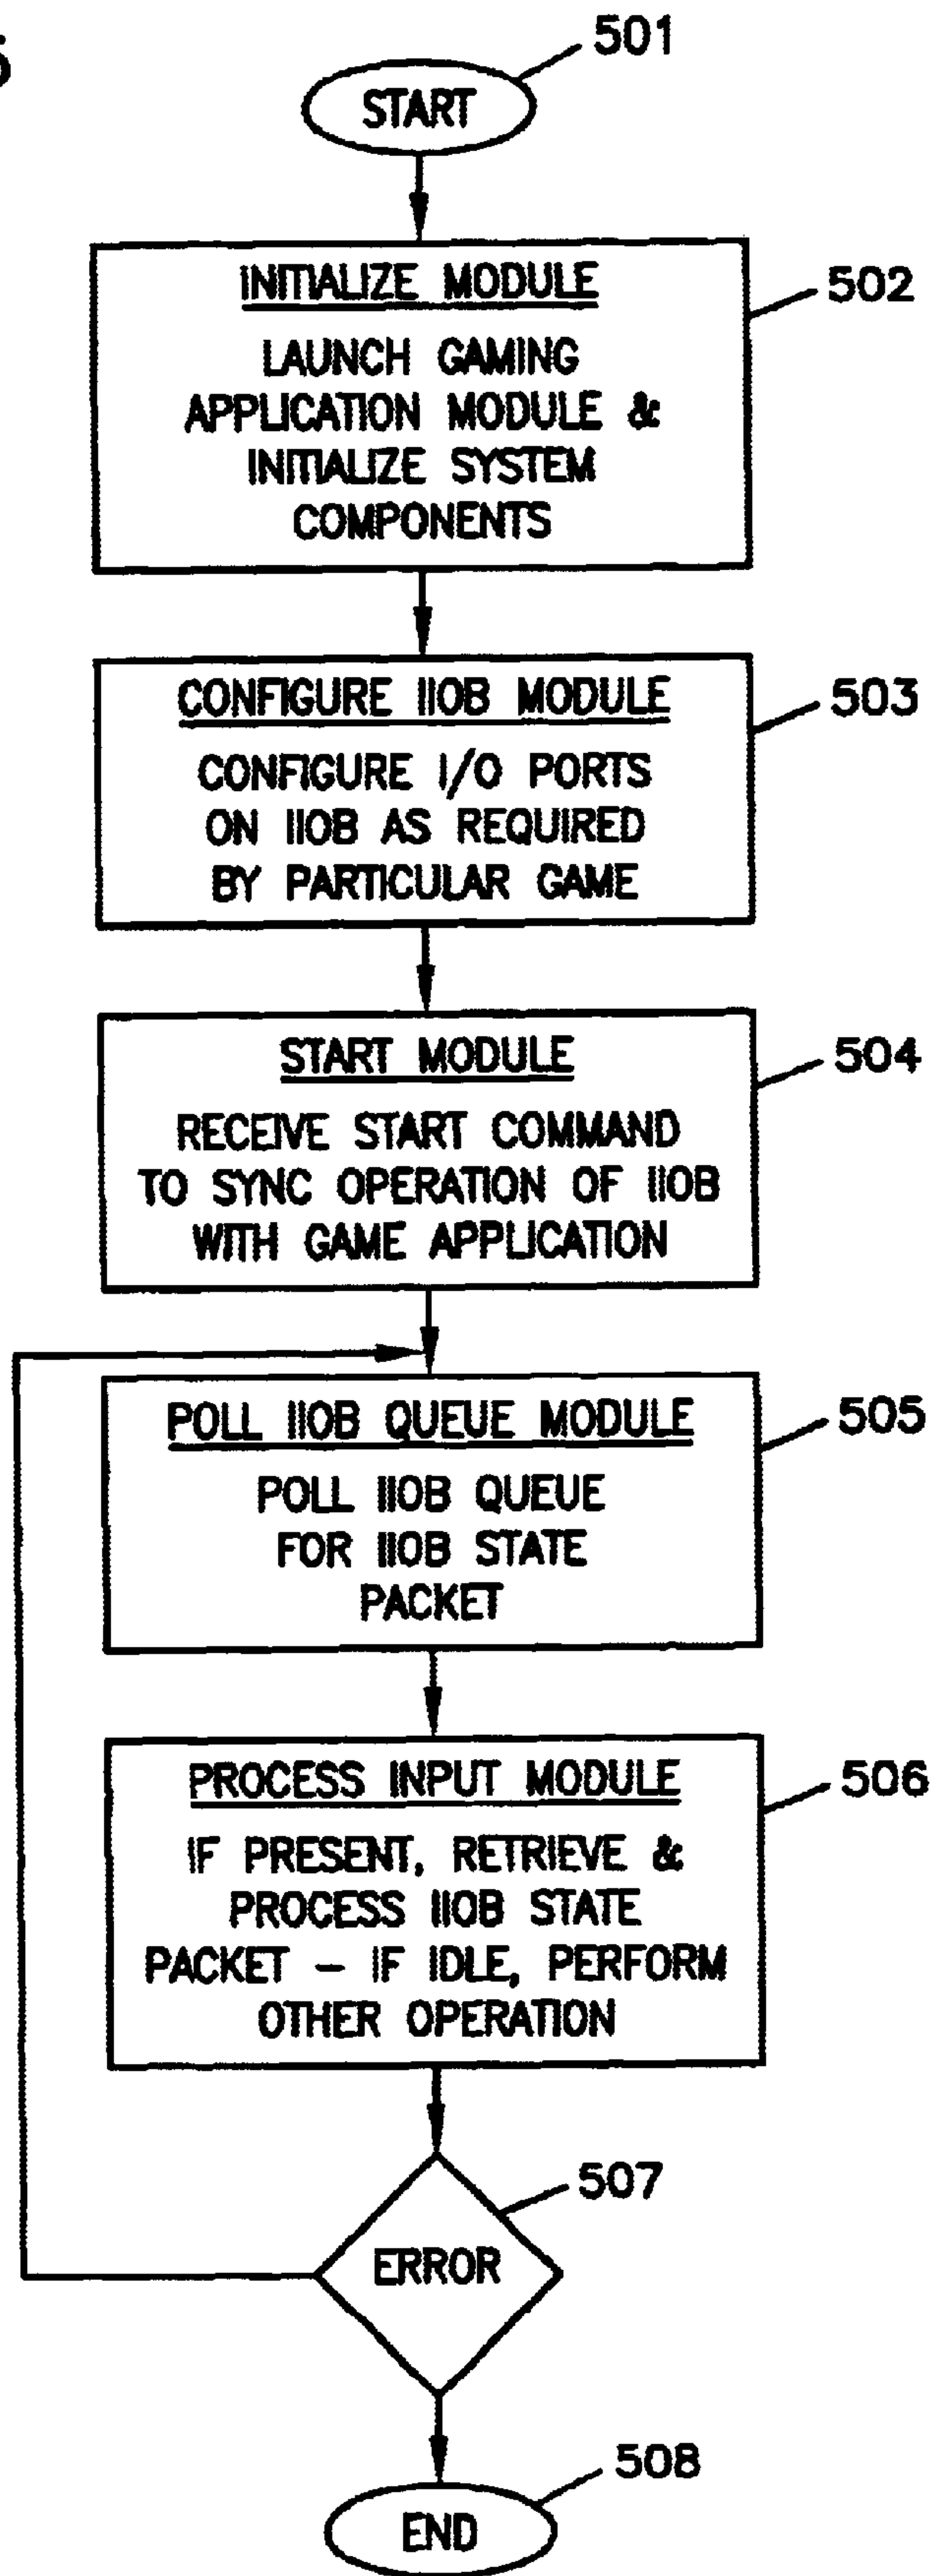 5
501
START
INITIALIZE MODULE
502
LAUNCH GAMING
APPLICATION MODULE &
INITIALIZE SYSTEM
COMPONENTS
CONFIGURE IIOB MODULE
503
CONFIGURE I/O PORTS
ON IIOB AS REQUIRED
BY PARTICULAR GAME
START MODULE
504
RECEIVE START COMMAND
TO SYNC OPERATION OF IIOB
WITH GAME APPLICATION
POLL IIOB QUEUE MODULE
505
POLL IIOB QUEUE
FOR IIOB STATE
PACKET
PROCESS INPUT MODULE
506
IF PRESENT, RETRIEVE &
PROCESS IIOB STATE
PACKET – IF IDLE, PERFORM
OTHER OPERATION
507
ERROR
508
END